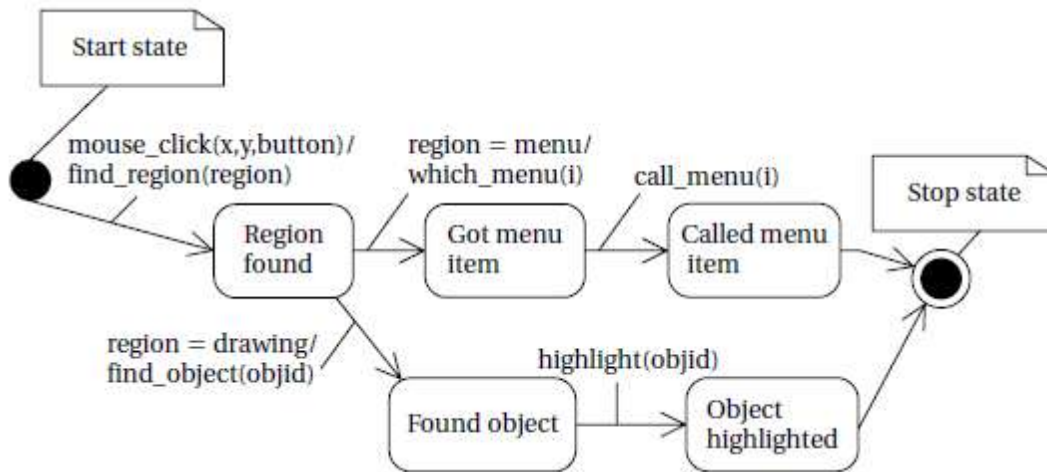 Start state
mouse_click(x,y,button)/
find_region(region)
region = menu/
which_menu(i)
call_menu(i)
Stop state
Region
found
Got menu
item
Called menu
item
region = drawing/
find_object(objid)
highlight(objid)
Found object
Object
highlighted